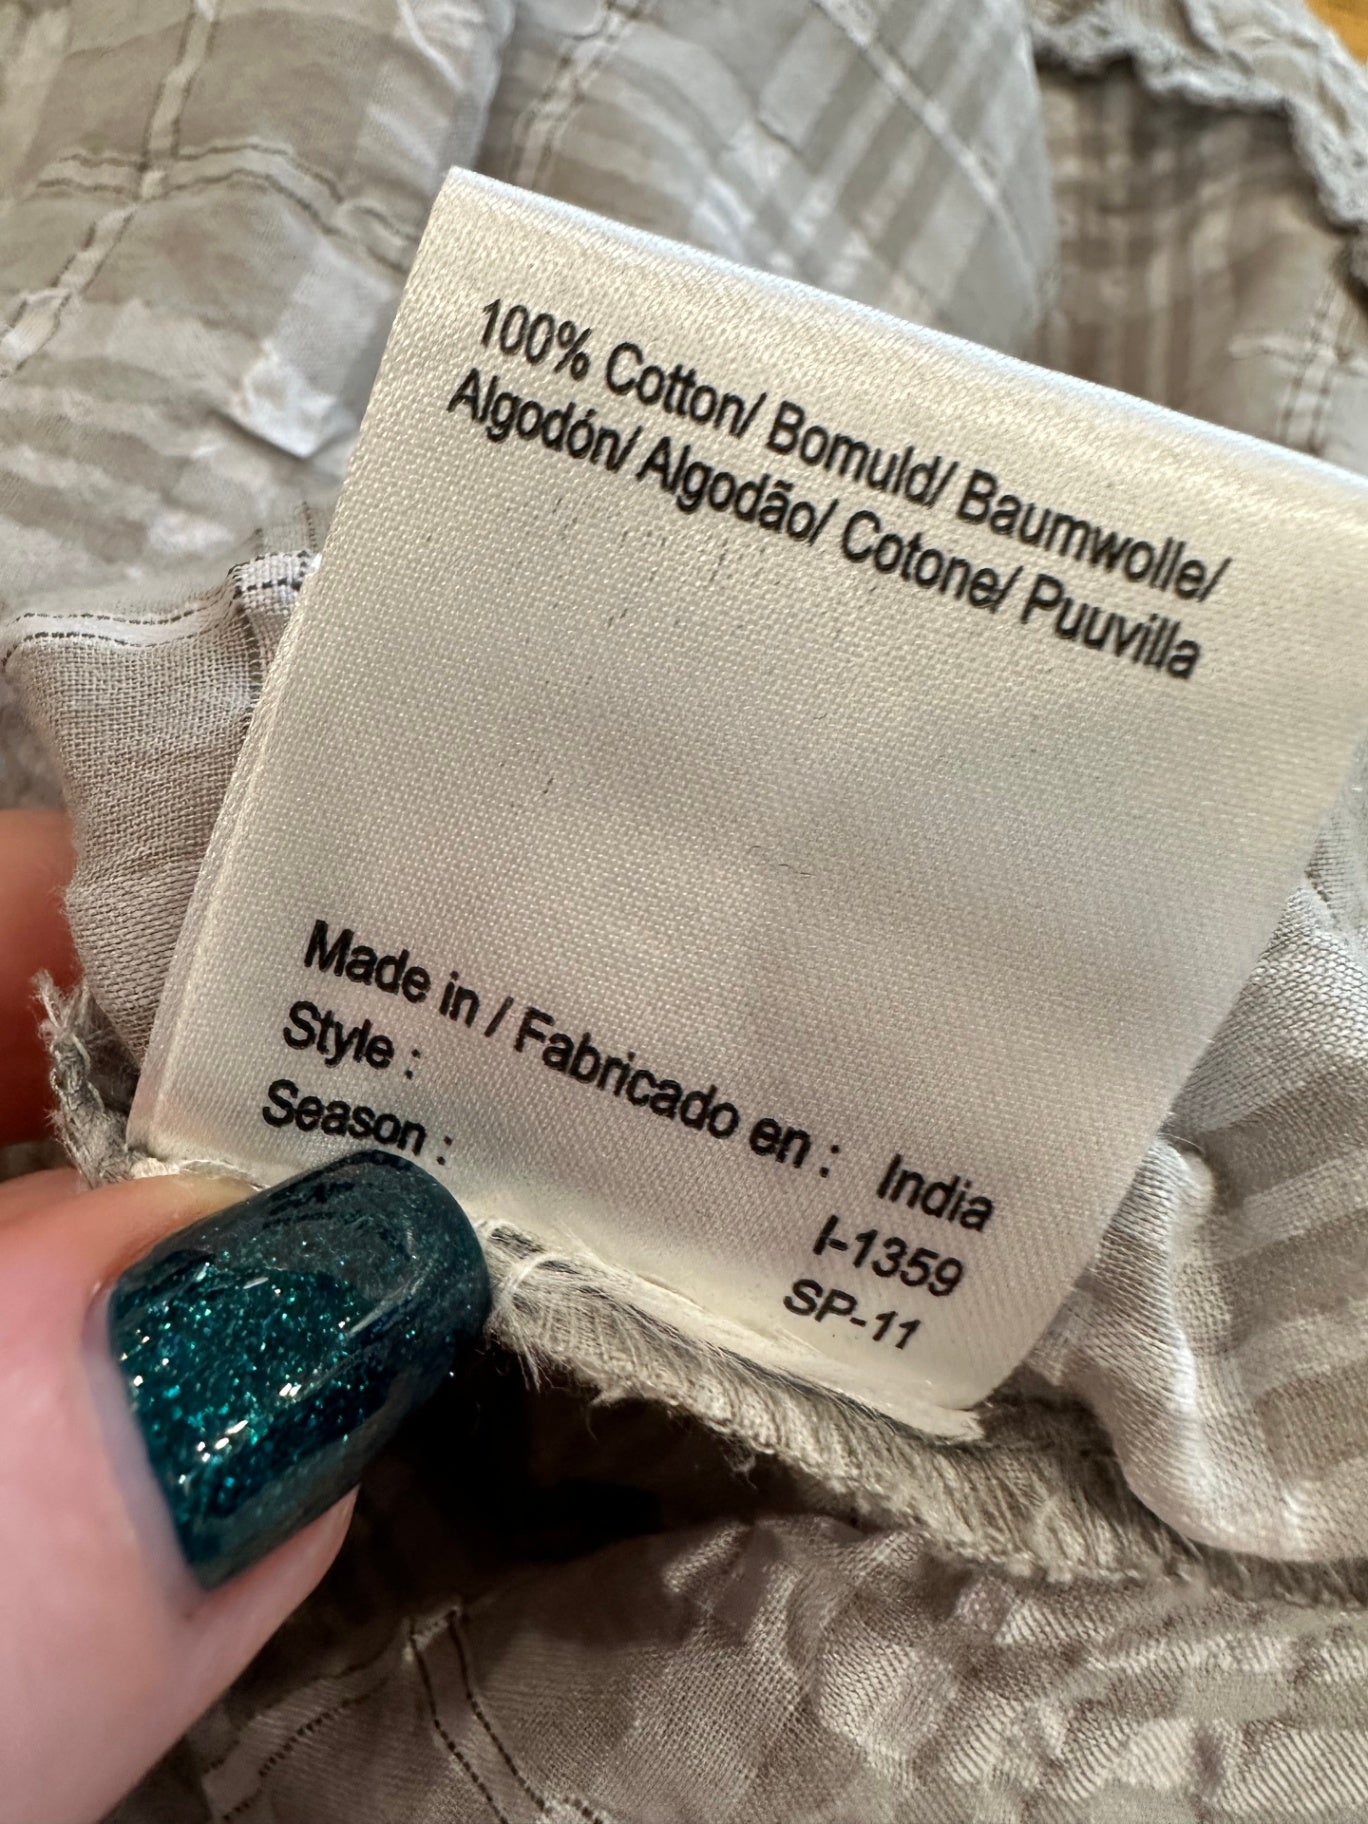 100% Cotton/ Bomuld/ Baumwolle/
Algodón/ Algodão/ Cotone/ Puuvilla
Made in / Fabricado en : India
Style : I-1359
Season : SP-11